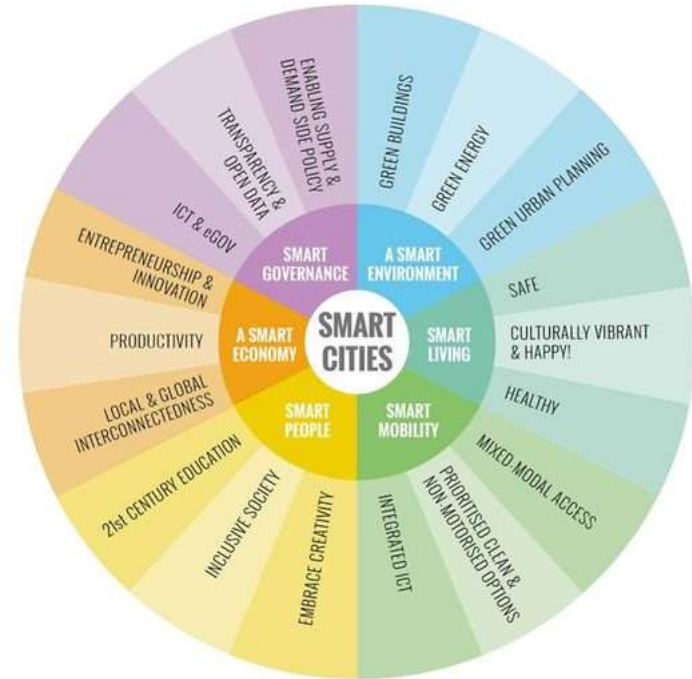 SMART
CITIES
A SMART
ENVIRONMENT
GREEN BUILDINGS
GREEN ENERGY
GREEN URBAN PLANNING
SMART
LIVING
SAFE
CULTURALLY VIBRANT
& HAPPY!
HEALTHY
SMART
MOBILITY
MIXED-MODAL ACCESS
PRIORITISED CLEAN &
NON-MOTORISED OPTIONS
INTEGRATED ICT
SMART
PEOPLE
EMBRACE CREATIVITY
INCLUSIVE SOCIETY
21st CENTURY EDUCATION
A SMART
ECONOMY
LOCAL & GLOBAL
INTERCONNECTEDNESS
PRODUCTIVITY
ENTREPRENEURSHIP &
INNOVATION
SMART
GOVERNANCE
ICT & eGOV
TRANSPARENCY &
OPEN DATA
ENABLING SUPPLY &
DEMAND SIDE POLICY